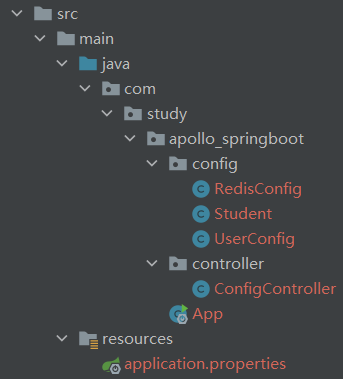 src
main
java
com
study
apollo_springboot
config
RedisConfig
Student
UserConfig
controller
ConfigController
App
resources
application.properties